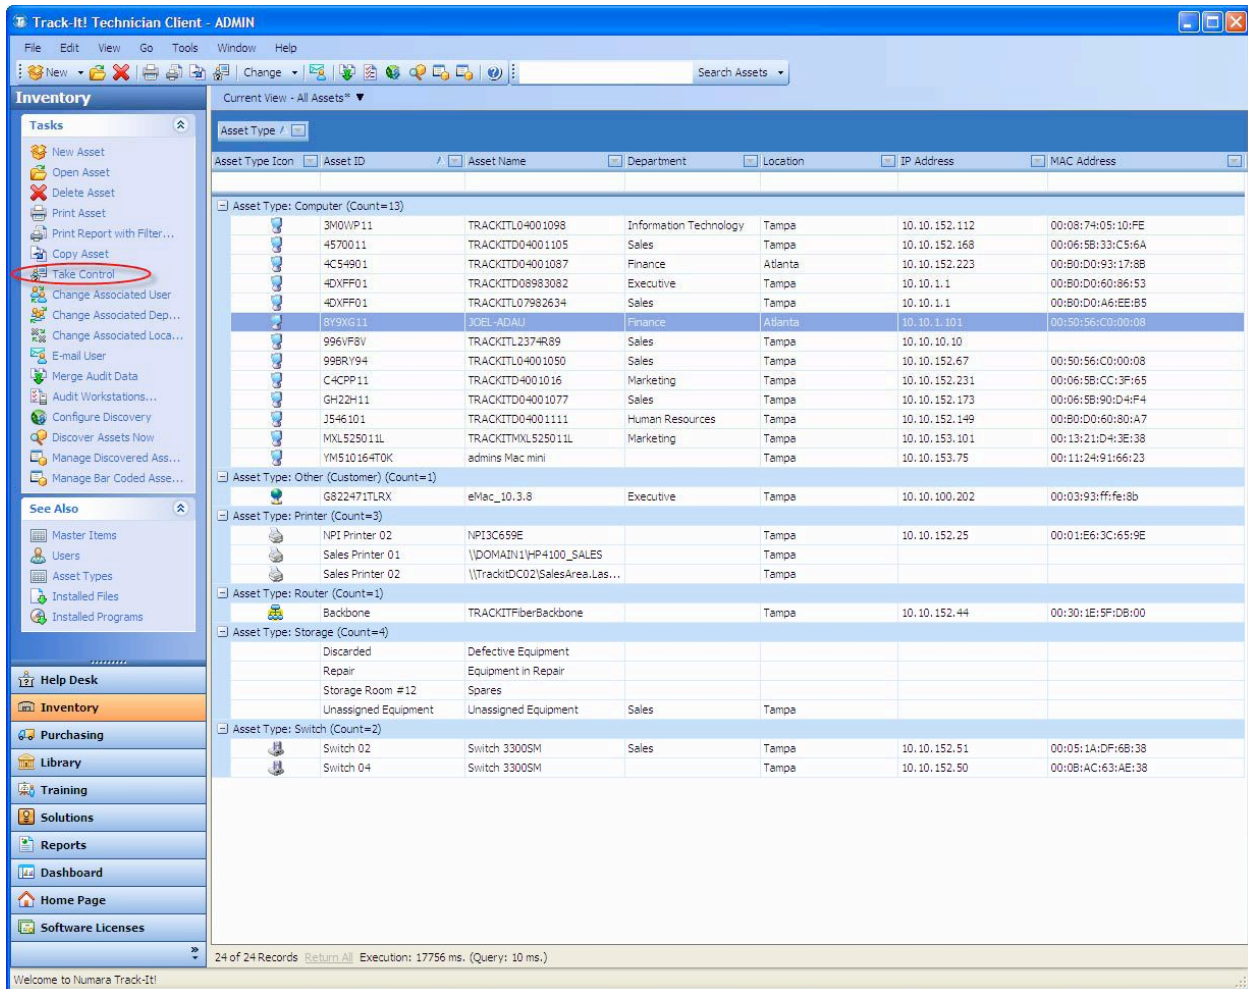 Track-It! Technician Client - ADMIN
File Edit View Go Tools Window Help
New Change Search Assets
Inventory
Current View - All Assets*
Tasks
New Asset
Open Asset
Delete Asset
Print Asset
Print Report with Filter...
Copy Asset
Take Control
Change Associated User
Change Associated Dep...
Change Associated Loca...
E-mail User
Merge Audit Data
Audit Workstations...
Configure Discovery
Discover Assets Now
Manage Discovered Ass...
Manage Bar Coded Asse...
See Also
Master Items
Users
Asset Types
Installed Files
Installed Programs
Help Desk
Inventory
Purchasing
Library
Training
Solutions
Reports
Dashboard
Home Page
Software Licenses
Asset Type
Asset Type Icon Asset ID Asset Name Department Location IP Address MAC Address
Asset Type: Computer (Count=13)
3M0WP11 TRACKITL04001098 Information Technology Tampa 10.10.152.112 00:08:74:05:10:FE
4570011 TRACKITD04001105 Sales Tampa 10.10.152.168 00:06:5B:33:C5:6A
4C54901 TRACKITD04001087 Finance Atlanta 10.10.152.223 00:B0:D0:93:17:8B
4DXFF01 TRACKITD08983082 Executive Tampa 10.10.1.1 00:B0:D0:60:86:53
4DXFF01 TRACKITL07982634 Sales Tampa 10.10.1.1 00:B0:D0:A6:EE:B5
8Y9XG11 JOEL-ADAU Finance Atlanta 10.10.1.101 00:50:56:C0:00:08
996VF8V TRACKITL2374R89 Sales Tampa 10.10.10.10
99BRY94 TRACKITL04001050 Sales Tampa 10.10.152.67 00:50:56:C0:00:08
C4CPP11 TRACKITD4001016 Marketing Tampa 10.10.152.231 00:06:5B:CC:3F:65
GH22H11 TRACKITD04001077 Sales Tampa 10.10.152.173 00:06:5B:90:D4:F4
J546101 TRACKITD04001111 Human Resources Tampa 10.10.152.149 00:B0:D0:60:80:A7
MXL525011L TRACKITMXL525011L Marketing Tampa 10.10.153.101 00:13:21:D4:3E:38
YM510164T0K admins Mac mini Tampa 10.10.153.75 00:11:24:91:66:23
Asset Type: Other (Customer) (Count=1)
G822471TLRX eMac_10.3.8 Executive Tampa 10.10.100.202 00:03:93:ff:fe:8b
Asset Type: Printer (Count=3)
NPI Printer 02 NPI3C659E Tampa 10.10.152.25 00:01:E6:3C:65:9E
Sales Printer 01 \\DOMAIN1\HP4100_SALES Tampa
Sales Printer 02 \\TrackitDC02\SalesArea.Las... Tampa
Asset Type: Router (Count=1)
Backbone TRACKITFiberBackbone Tampa 10.10.152.44 00:30:1E:5F:DB:00
Asset Type: Storage (Count=4)
Discarded Defective Equipment
Repair Equipment in Repair
Storage Room #12 Spares
Unassigned Equipment Unassigned Equipment Sales Tampa
Asset Type: Switch (Count=2)
Switch 02 Switch 3300SM Sales Tampa 10.10.152.51 00:05:1A:DF:6B:38
Switch 04 Switch 3300SM Tampa 10.10.152.50 00:0B:AC:63:AE:38
24 of 24 Records Return All Execution: 17756 ms. (Query: 10 ms.)
Welcome to Numara Track-It!